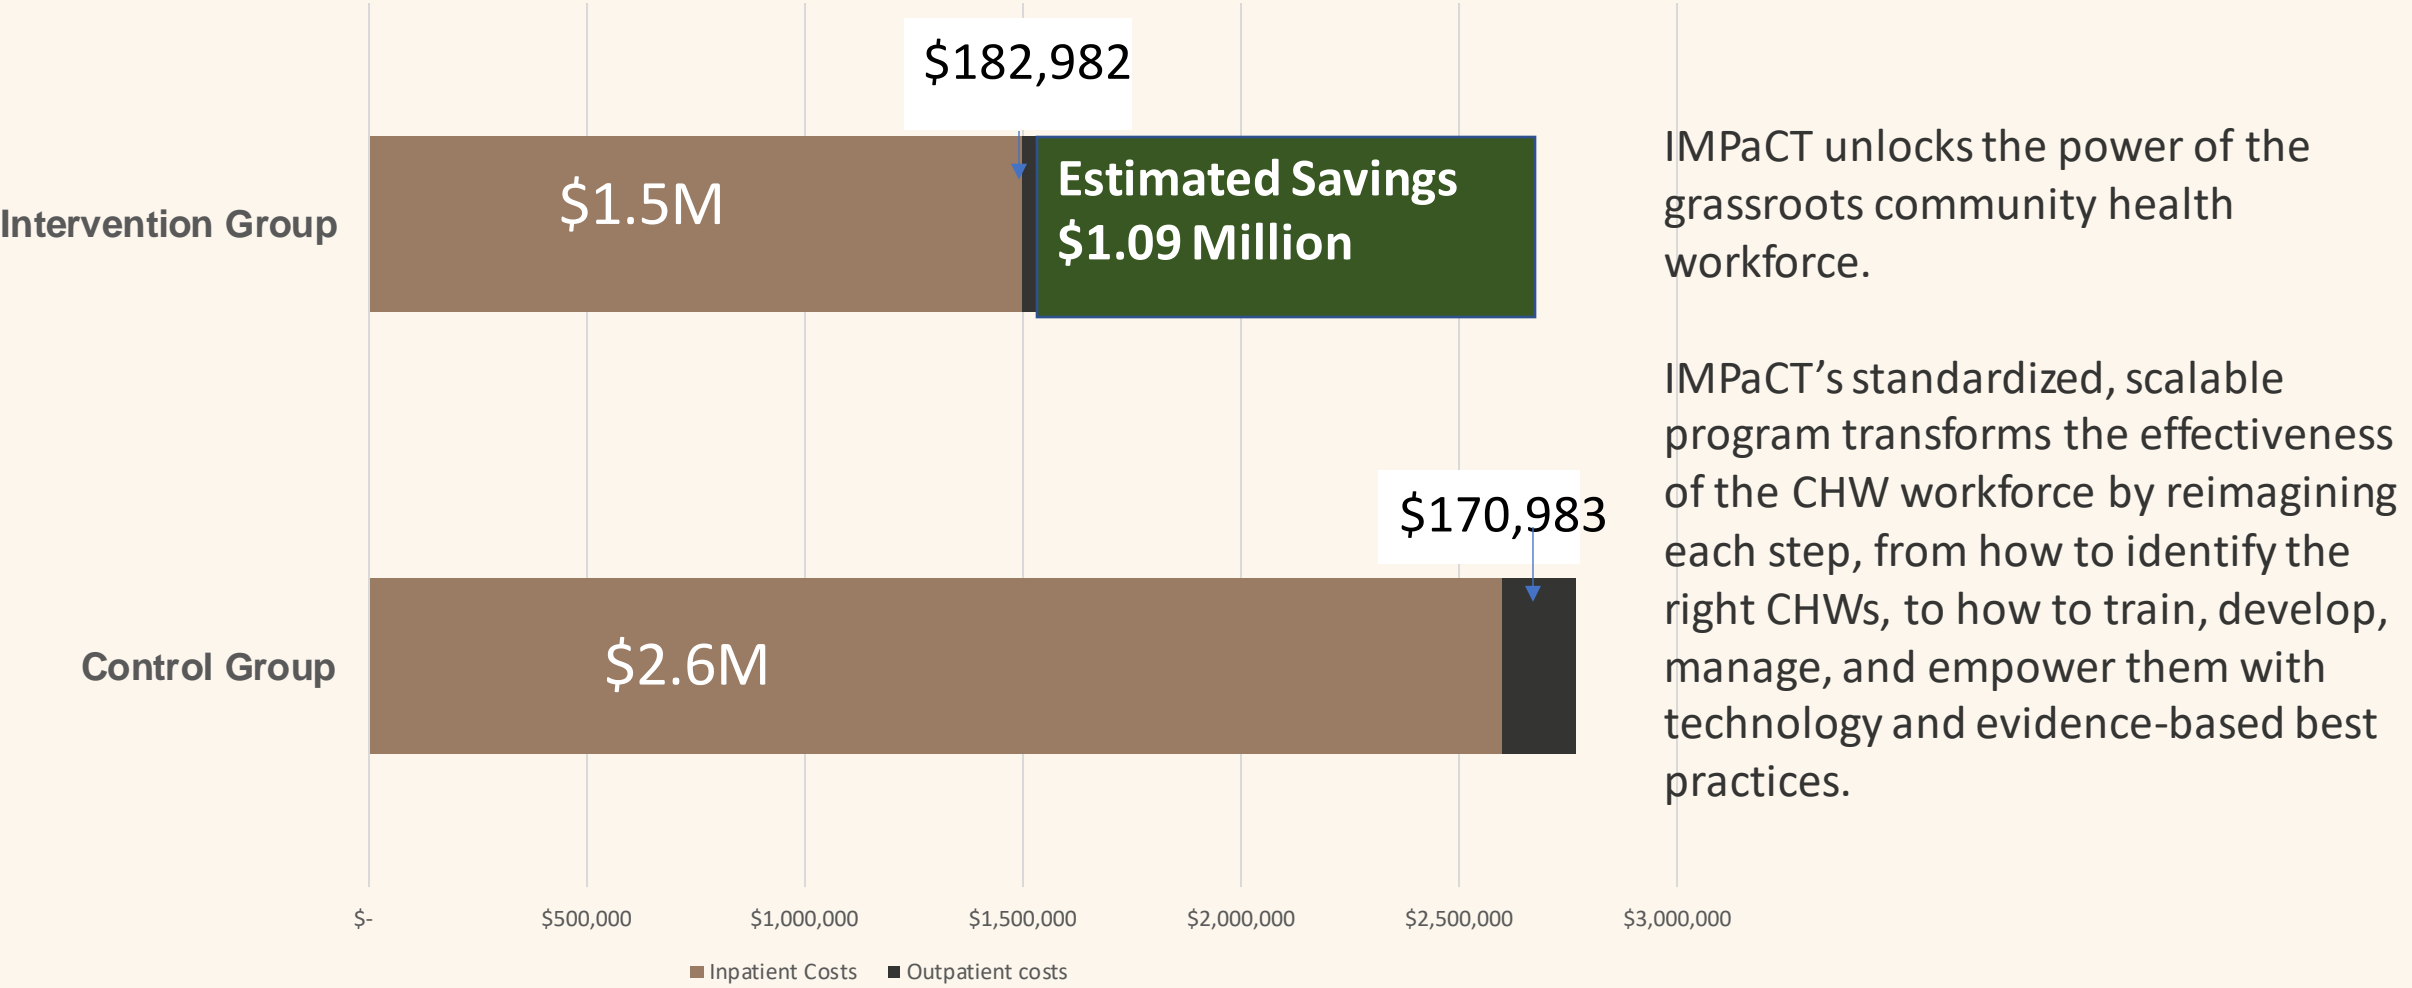 $182,982
Intervention Group
$1.5M
Estimated Savings
$1.09 Million
$170,983
Control Group
$2.6M
$-
$500,000
$1,000,000
$1,500,000
$2,000,000
$2,500,000
$3,000,000
Inpatient Costs
Outpatient costs
IMPaCT unlocks the power of the
grassroots community health
workforce.
IMPaCT’s standardized, scalable
program transforms the effectiveness
of the CHW workforce by reimagining
each step, from how to identify the
right CHWs, to how to train, develop,
manage, and empower them with
technology and evidence-based best
practices.